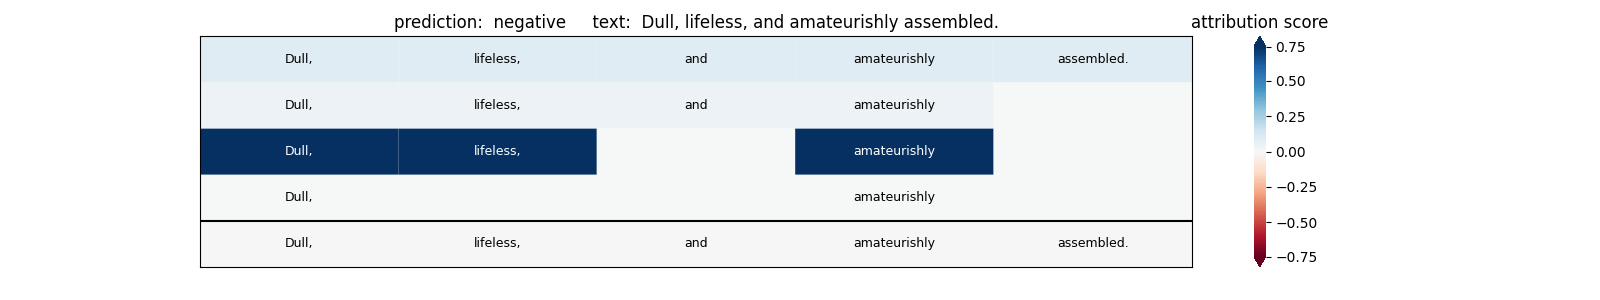 prediction:  negative     text:  Dull, lifeless, and amateurishly assembled.
attribution score
Dull, lifeless, and amateurishly assembled.
Dull, lifeless, and amateurishly
Dull, lifeless, amateurishly
Dull, amateurishly
Dull, lifeless, and amateurishly assembled.
0.75
0.50
0.25
0.00
−0.25
−0.50
−0.75